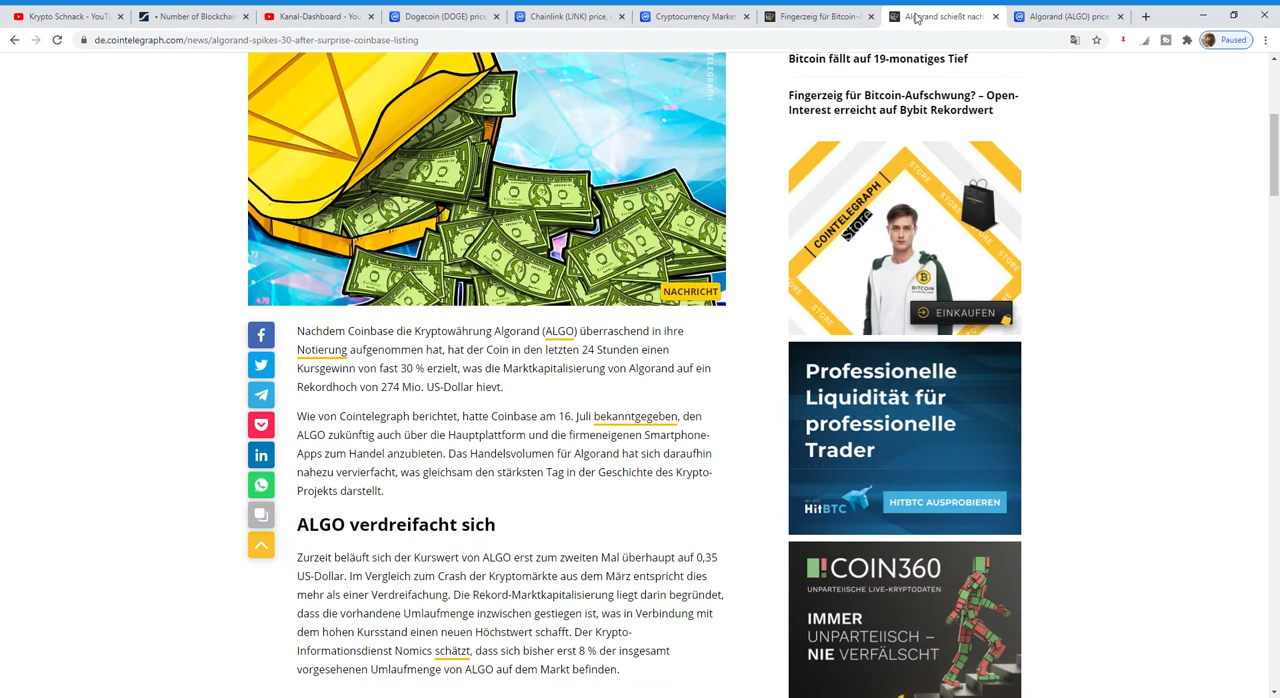 Krypto Schnack - YouTu
• Number of Blockchai
Kanal-Dashboard - You
Dogecoin (DOGE) price,
Chainlink (LINK) price, c
Cryptocurrency Market
Fingerzeig für Bitcoin-A
Algorand schießt nach
Algorand (ALGO) price
de.cointelegraph.com/news/algorand-spikes-30-after-surprise-coinbase-listing
Paused
NACHRICHT
Nachdem Coinbase die Kryptowährung Algorand (ALGO) überraschend in ihre
Notierung aufgenommen hat, hat der Coin in den letzten 24 Stunden einen
Kursgewinn von fast 30 % erzielt, was die Marktkapitalisierung von Algorand auf ein
Rekordhoch von 274 Mio. US-Dollar hievt.
Wie von Cointelegraph berichtet, hatte Coinbase am 16. Juli bekanntgegeben, den
ALGO zukünftig auch über die Hauptplattform und die firmeneigenen Smartphone-
Apps zum Handel anzubieten. Das Handelsvolumen für Algorand hat sich daraufhin
nahezu vervierfacht, was gleichsam den stärksten Tag in der Geschichte des Krypto-
Projekts darstellt.
ALGO verdreifacht sich
Zurzeit beläuft sich der Kurswert von ALGO erst zum zweiten Mal überhaupt auf 0,35
US-Dollar. Im Vergleich zum Crash der Kryptomärkte aus dem März entspricht dies
mehr als einer Verdreifachung. Die Rekord-Marktkapitalisierung liegt darin begründet,
dass die vorhandene Umlaufmenge inzwischen gestiegen ist, was in Verbindung mit
dem hohen Kursstand einen neuen Höchstwert schafft. Der Krypto-
Informationsdienst Nomics schätzt, dass sich bisher erst 8 % der insgesamt
vorgesehenen Umlaufmenge von ALGO auf dem Markt befinden.
Bitcoin fällt auf 19-monatiges Tief
Fingerzeig für Bitcoin-Aufschwung? – Open-
Interest erreicht auf Bybit Rekordwert
COINTELEGRAPH
Store
STORE
BITCOIN
EINKAUFEN
Professionelle
Liquidität für
professionelle
Trader
HitBTC
HITBTC AUSPROBIEREN
COIN360
UNPARTEIISCHE LIVE-KRYPTODATEN
IMMER
UNPARTEIISCH –
NIE VERFÄLSCHT